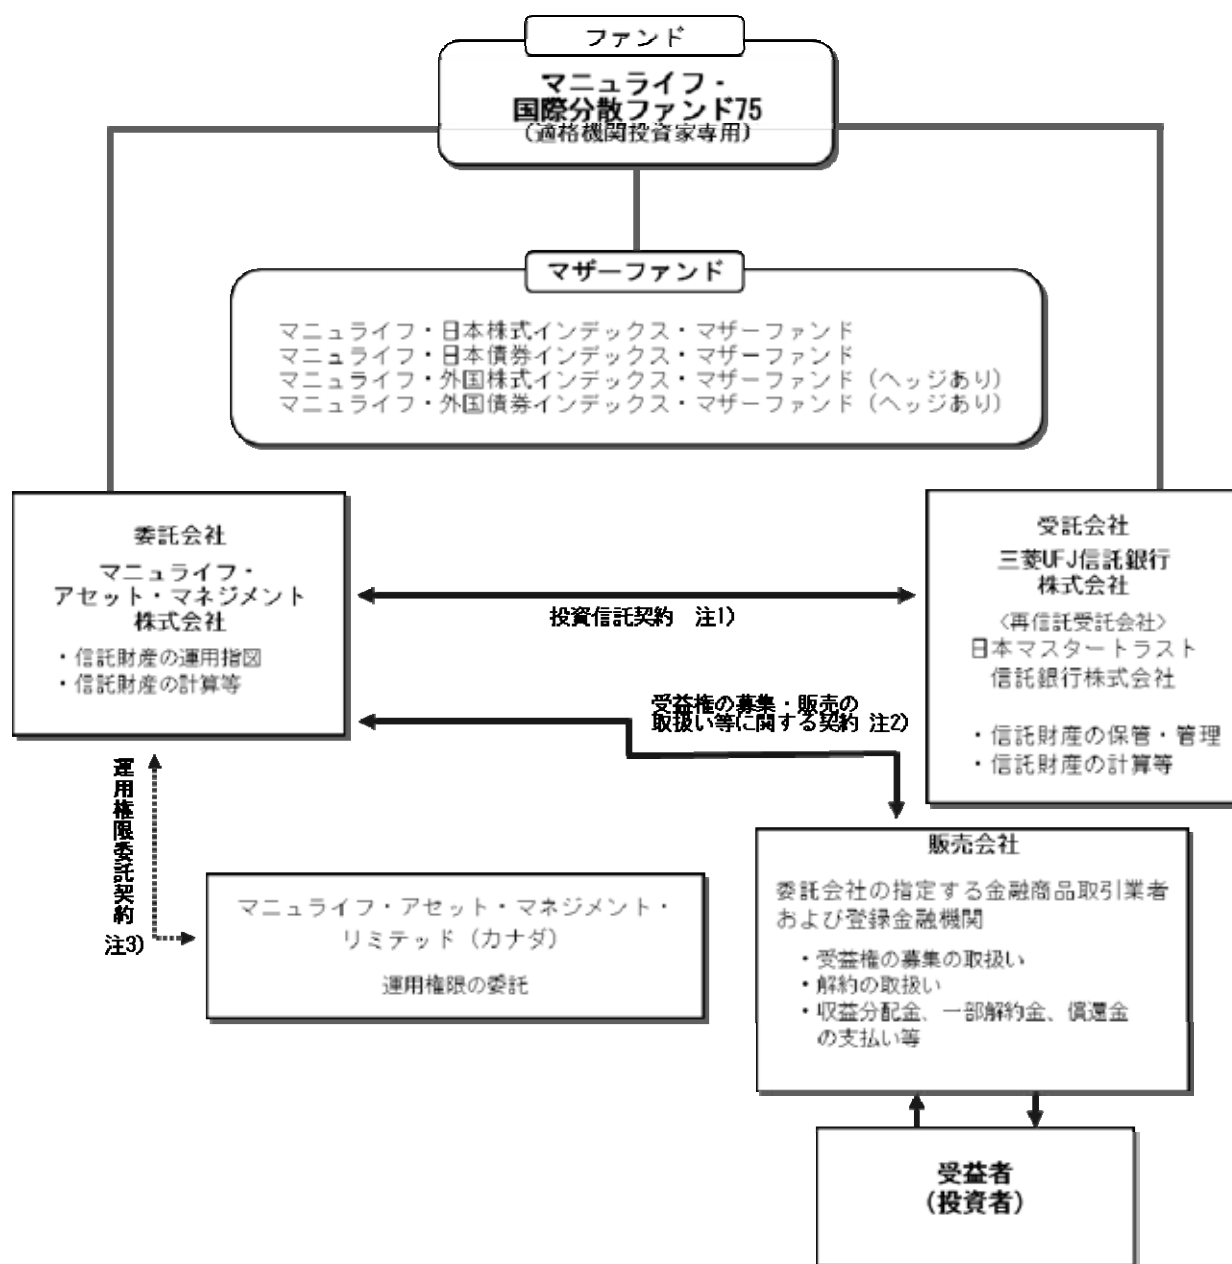 ファンド
マニュライフ・
国際分散ファンド75
(適格機関投資家専用)
マザーファンド
マニュライフ・日本株式インデックス・マザーファンド
マニュライフ・日本債券インデックス・マザーファンド
マニュライフ・外国株式インデックス・マザーファンド（ヘッジあり）
マニュライフ・外国債券インデックス・マザーファンド（ヘッジあり）
委託会社
マニュライフ・
アセット・マネジメント
株式会社
・信託財産の運用指図
・信託財産の計算等
投資信託契約　注1)
受託会社
三菱UFJ信託銀行
株式会社
〈再信託受託会社〉
日本マスタートラスト
信託銀行株式会社
・信託財産の保管・管理
・信託財産の計算等
受益権の募集・販売の
取扱い等に関する契約 注2)
運用権限委託契約
注3)
マニュライフ・アセット・マネジメント・
リミテッド（カナダ）
運用権限の委託
販売会社
委託会社の指定する金融商品取引業者
および登録金融機関
・受益権の募集の取扱い
・解約の取扱い
・収益分配金、一部解約金、償還金
の支払い等
受益者
(投資者)